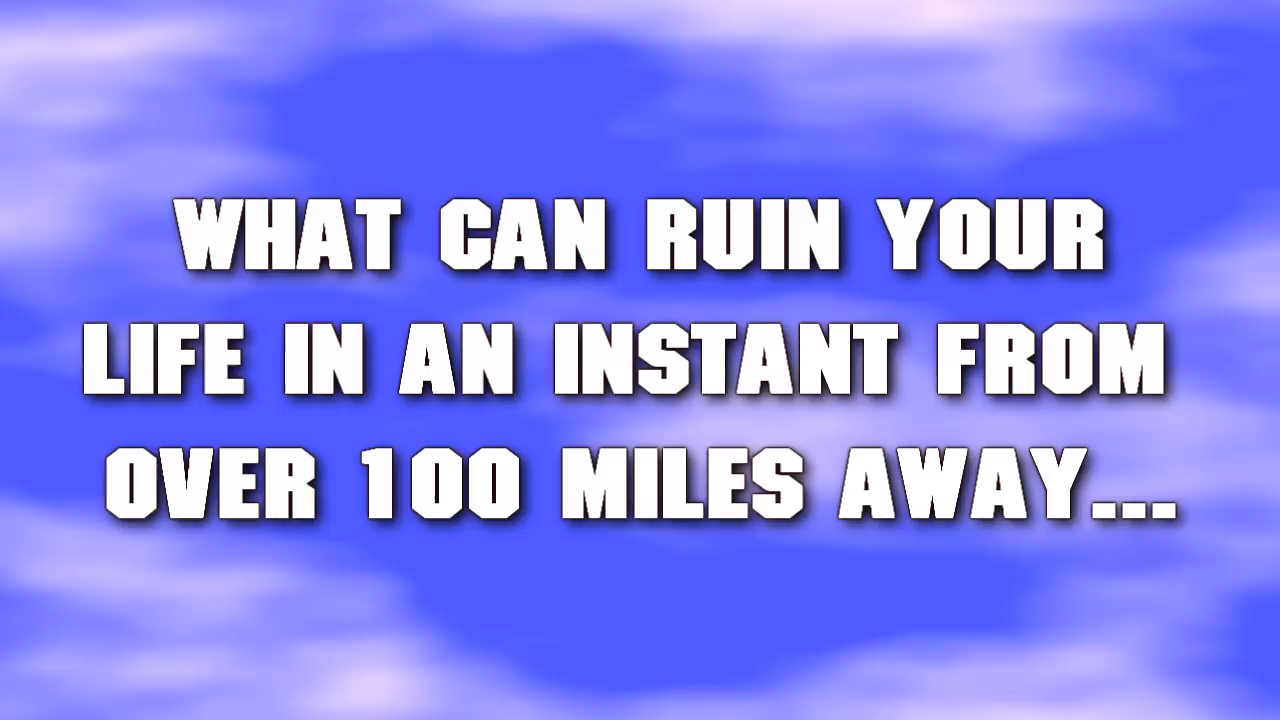 WHAT CAN RUIN YOUR
LIFE IN AN INSTANT FROM
OVER 100 MILES AWAY...